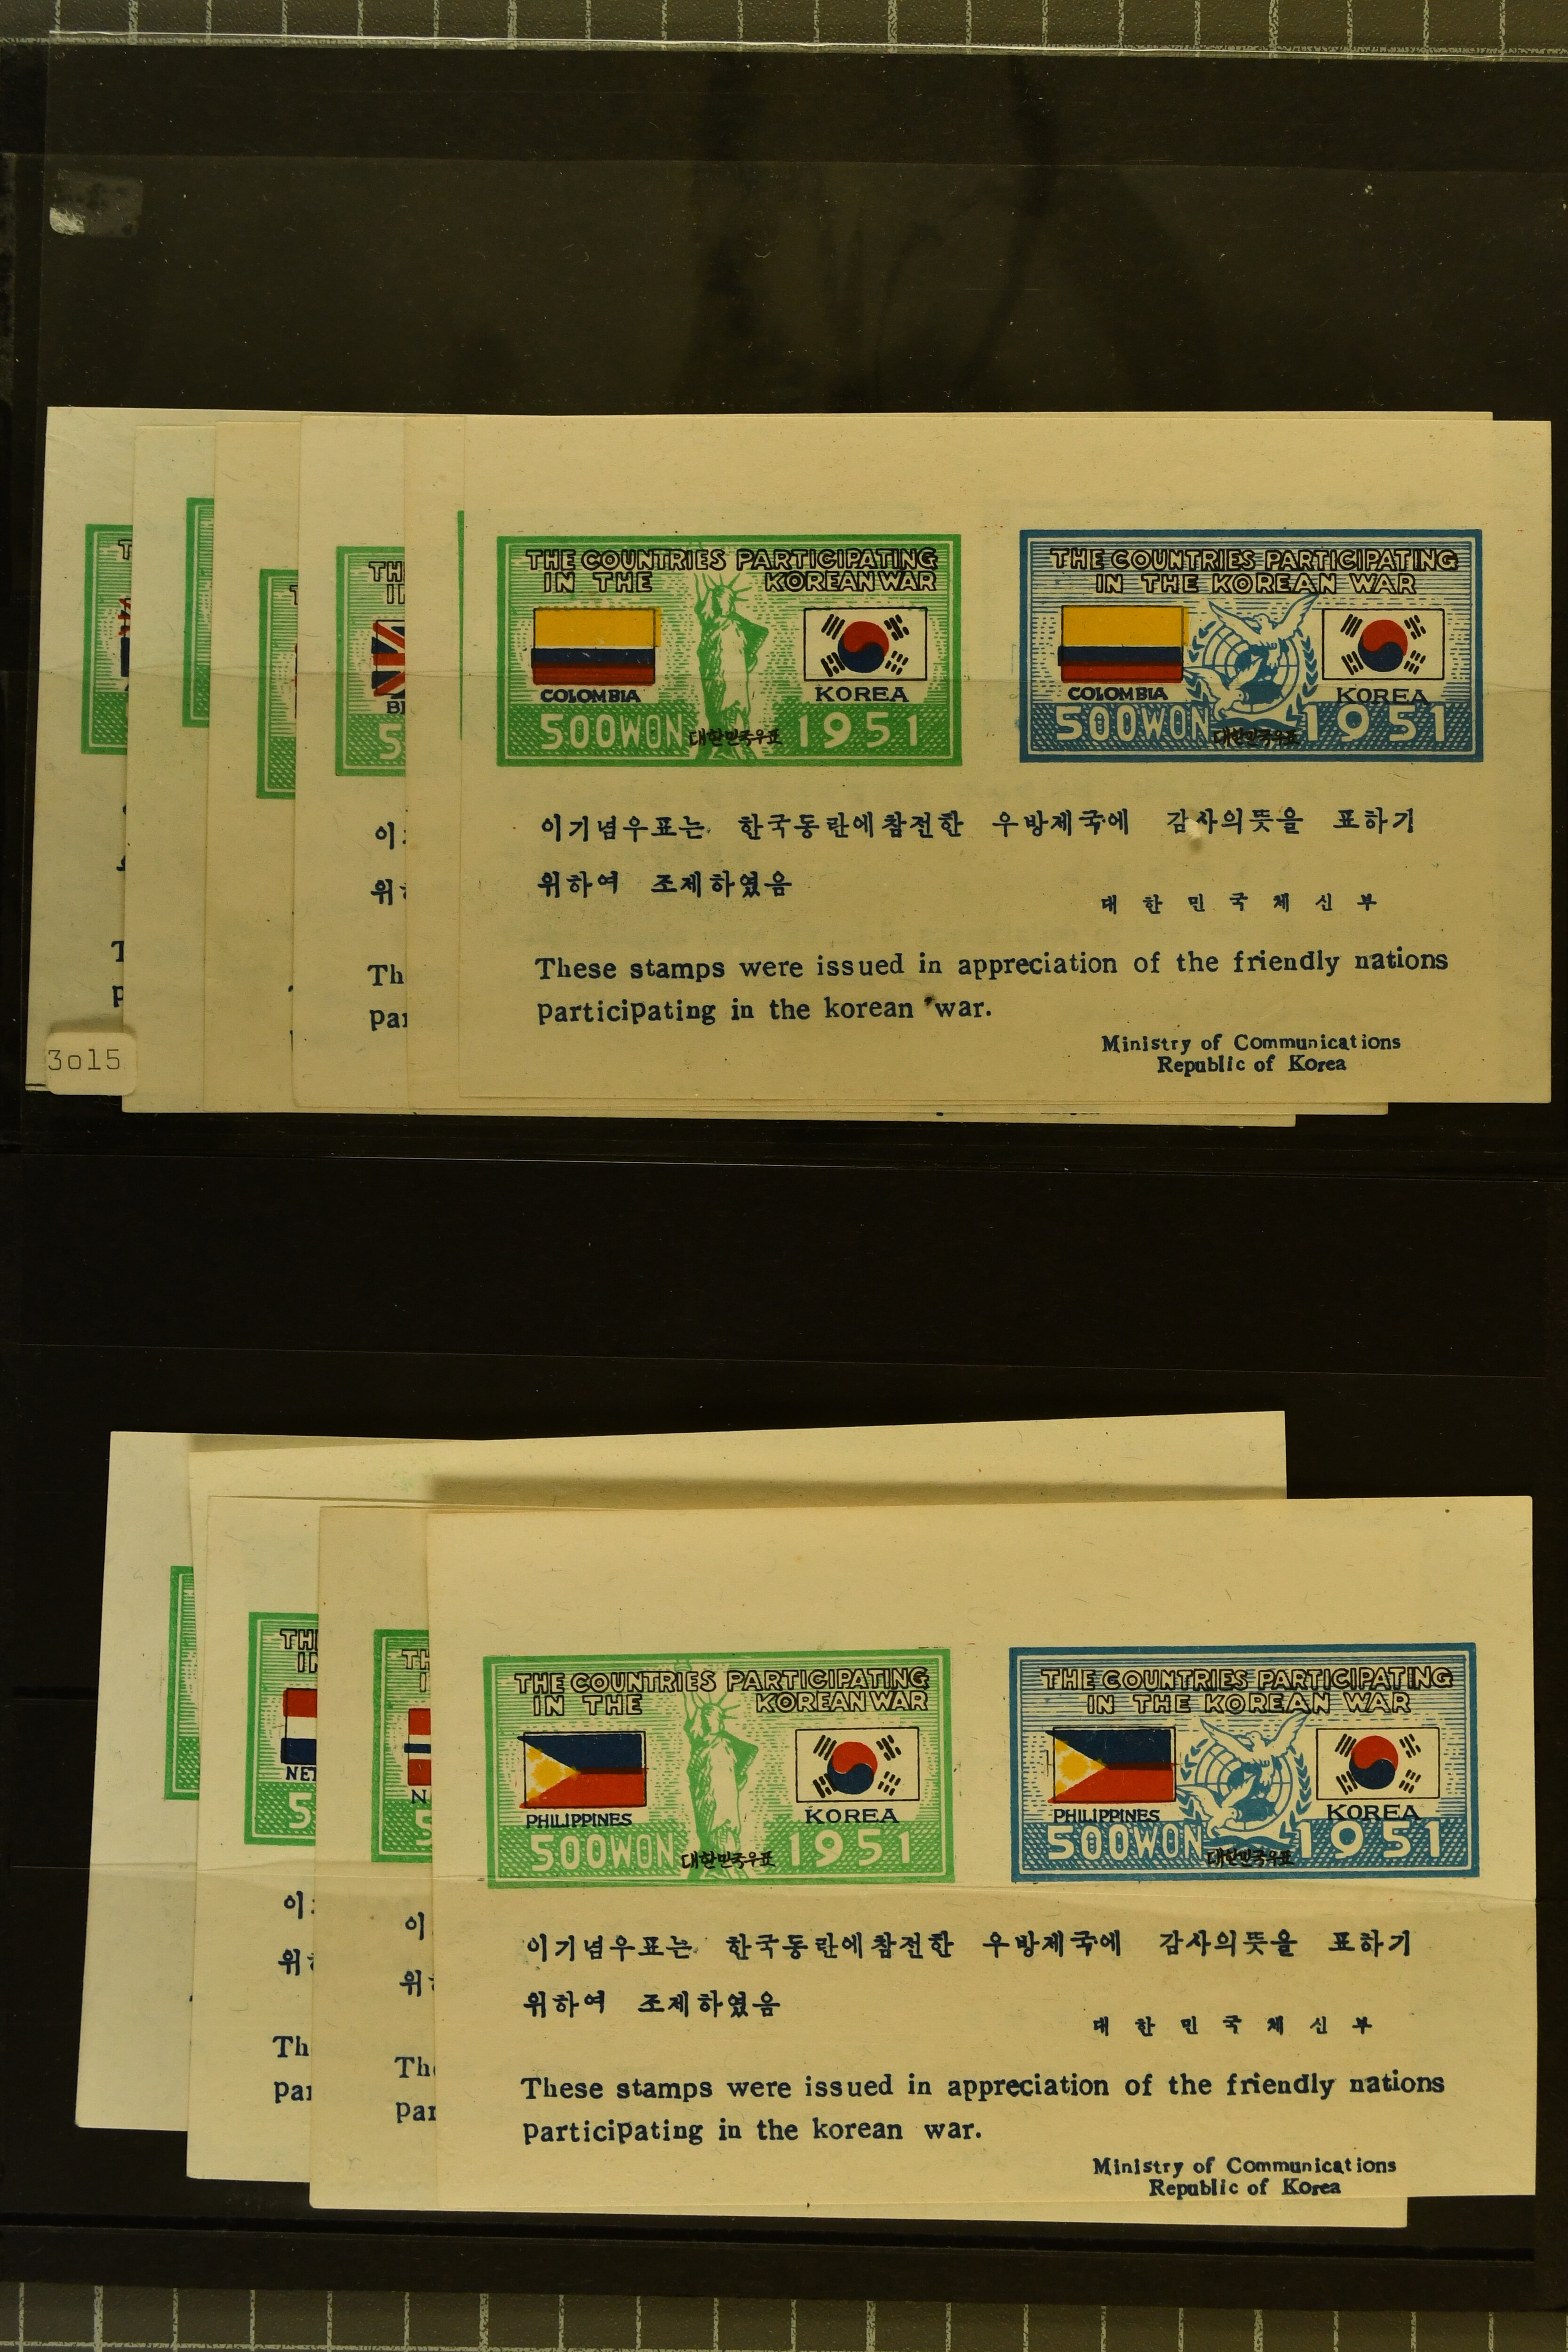 THE COUNTRIES PARTICIPATING
IN THE KOREAN WAR
COLOMBIA KOREA
500WON 1951
대한민국우표
THE COUNTRIES PARTICIPATING
IN THE KOREAN WAR
COLOMBIA KOREA
500WON 1951
대한민국우표
이기념우표는 한국동란에참전한 우방제국에 감사의뜻을 표하기
위하여 조제하였음
대한민국체신부
These stamps were issued in appreciation of the friendly nations
participating in the korean war.
Ministry of Communications
Republic of Korea
3o15
THE COUNTRIES PARTICIPATING
IN THE KOREAN WAR
PHILIPPINES KOREA
500WON 1951
대한민국우표
THE COUNTRIES PARTICIPATING
IN THE KOREAN WAR
PHILIPPINES KOREA
500WON 1951
대한민국우표
이기념우표는 한국동란에참전한 우방제국에 감사의뜻을 표하기
위하여 조제하였음
대한민국체신부
These stamps were issued in appreciation of the friendly nations
participating in the korean war.
Ministry of Communications
Republic of Korea